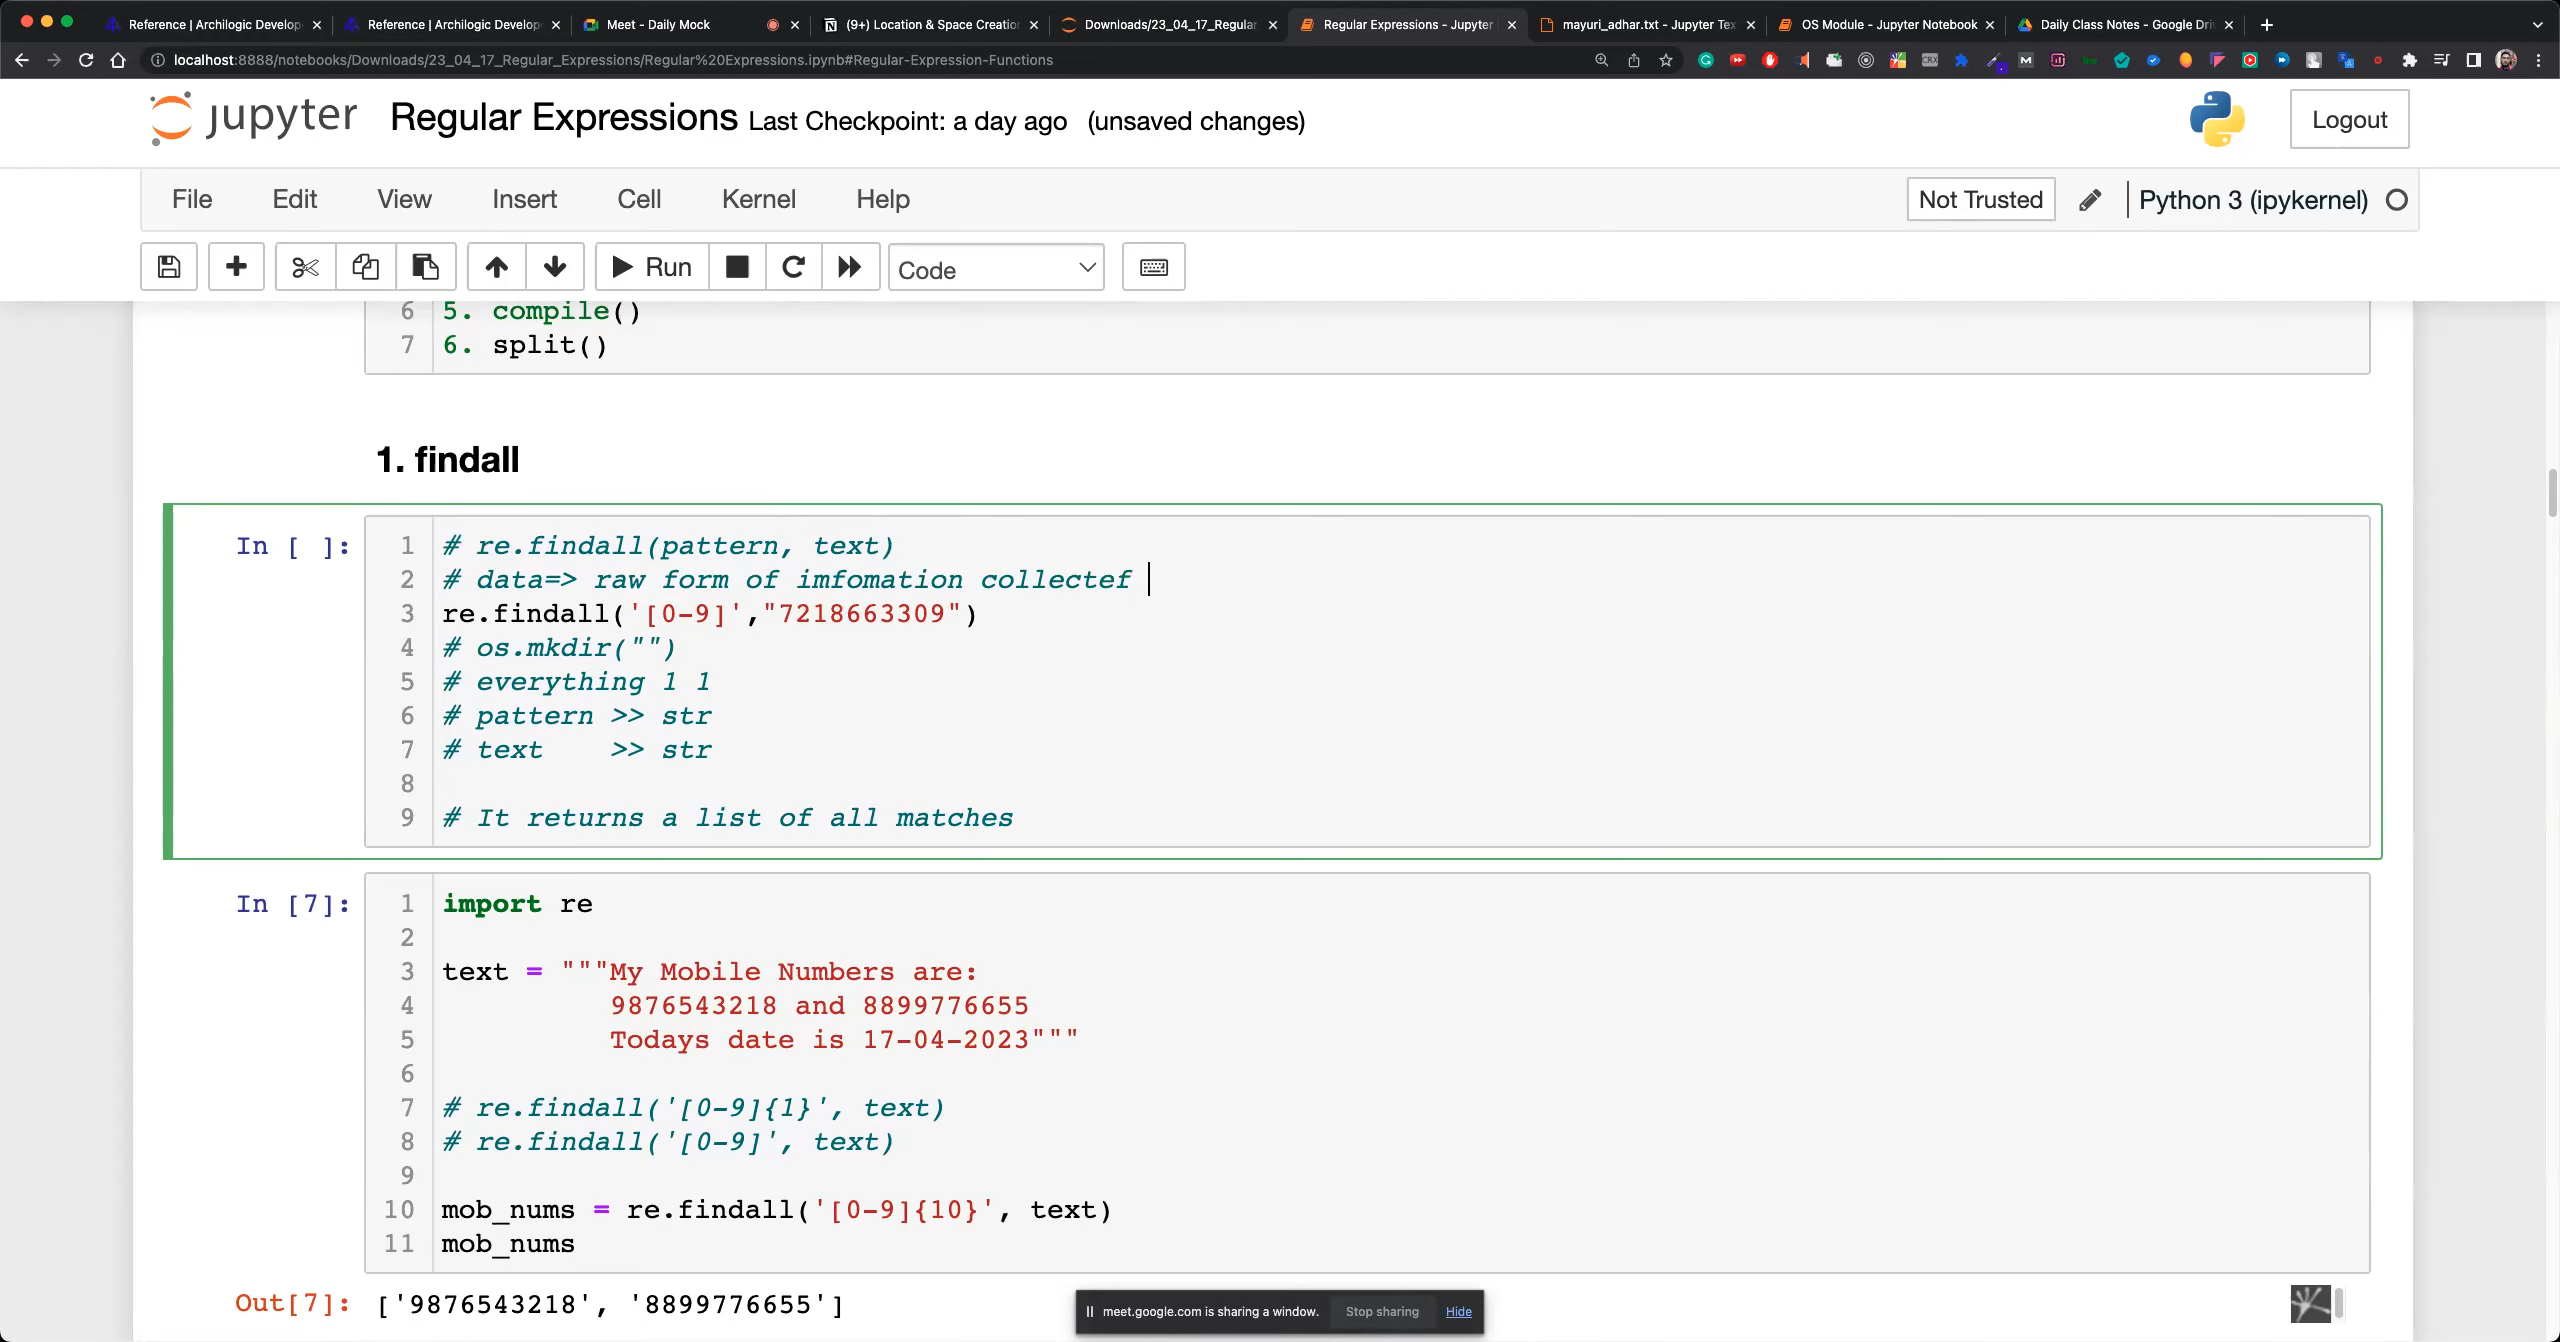 Reference | Archilogic Develop
Reference | Archilogic Develop
Meet - Daily Mock
(9+) Location & Space Creation
Downloads/23_04_17_Regular
Regular Expressions - Jupyter
mayuri_adhar.txt - Jupyter Tex
OS Module - Jupyter Notebook
Daily Class Notes - Google Dri
localhost:8888/notebooks/Downloads/23_04_17_Regular_Expressions/Regular%20Expressions.ipynb#Regular-Expression-Functions
jupyter Regular Expressions Last Checkpoint: a day ago (unsaved changes)
Logout
File Edit View Insert Cell Kernel Help
Not Trusted
Python 3 (ipykernel)
Run
Code
6 5. compile()
7 6. split()
1. findall
In [ ]:
1 # re.findall(pattern, text)
2 # data=> raw form of imfomation collectef
3 re.findall('[0-9]',"7218663309")
4 # os.mkdir("")
5 # everything 1 1
6 # pattern >> str
7 # text    >> str
8
9 # It returns a list of all matches
In [7]:
1 import re
2
3 text = """My Mobile Numbers are:
4           9876543218 and 8899776655
5           Todays date is 17-04-2023"""
6
7 # re.findall('[0-9]{1}', text)
8 # re.findall('[0-9]', text)
9
10 mob_nums = re.findall('[0-9]{10}', text)
11 mob_nums
Out[7]: ['9876543218', '8899776655']
meet.google.com is sharing a window.
Stop sharing
Hide